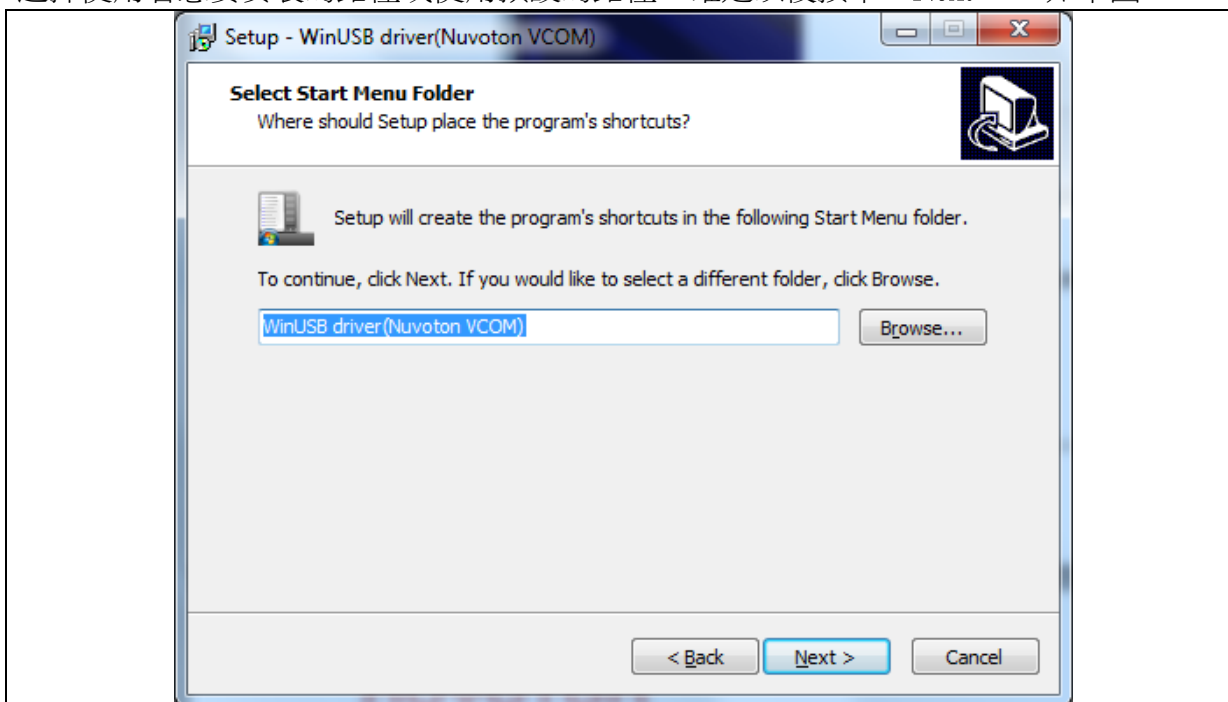 Setup - WinUSB driver(Nuvoton VCOM)
Select Start Menu Folder
Where should Setup place the program's shortcuts?
Setup will create the program's shortcuts in the following Start Menu folder.
To continue, click Next. If you would like to select a different folder, click Browse.
WinUSB driver(Nuvoton VCOM)
Browse...
< Back
Next >
Cancel